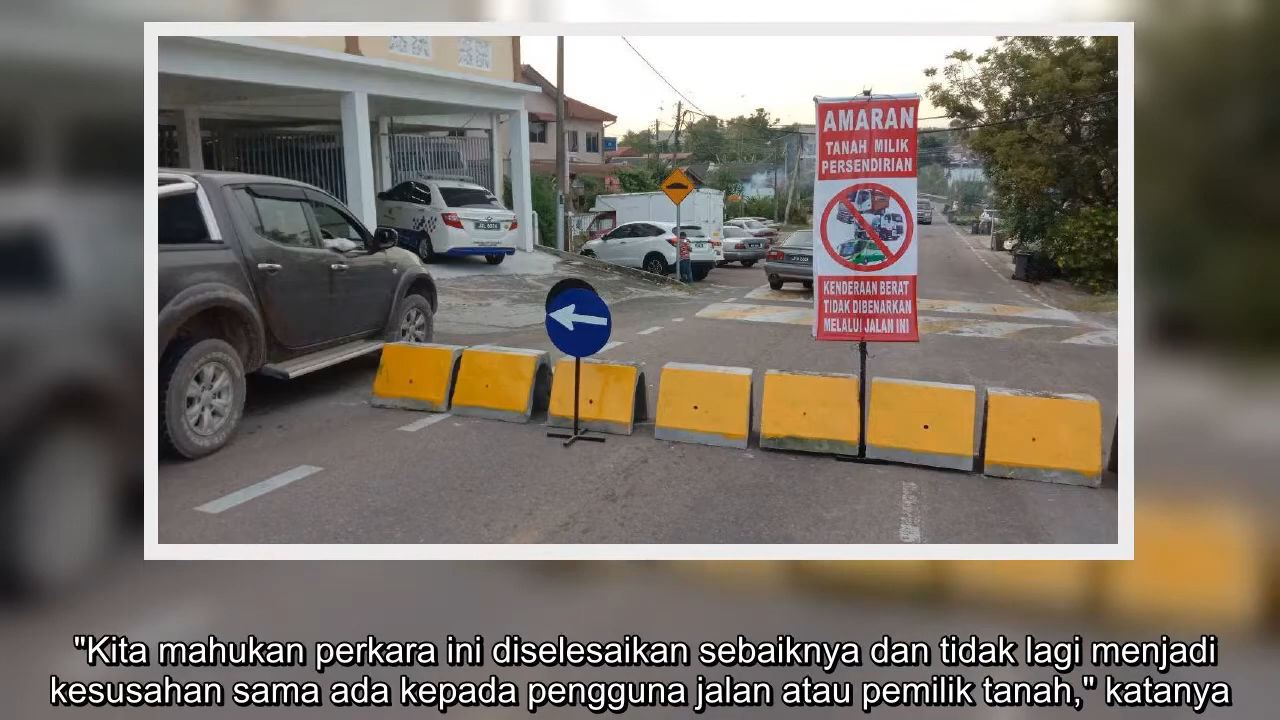 AMARAN
TANAH MILIK
PERSENDIRIAN
KENDERAAN BERAT
TIDAK DIBENARKAN
MELALUI JALAN INI
"Kita mahukan perkara ini diselesaikan sebaiknya dan tidak lagi menjadi
kesusahan sama ada kepada pengguna jalan atau pemilik tanah," katanya